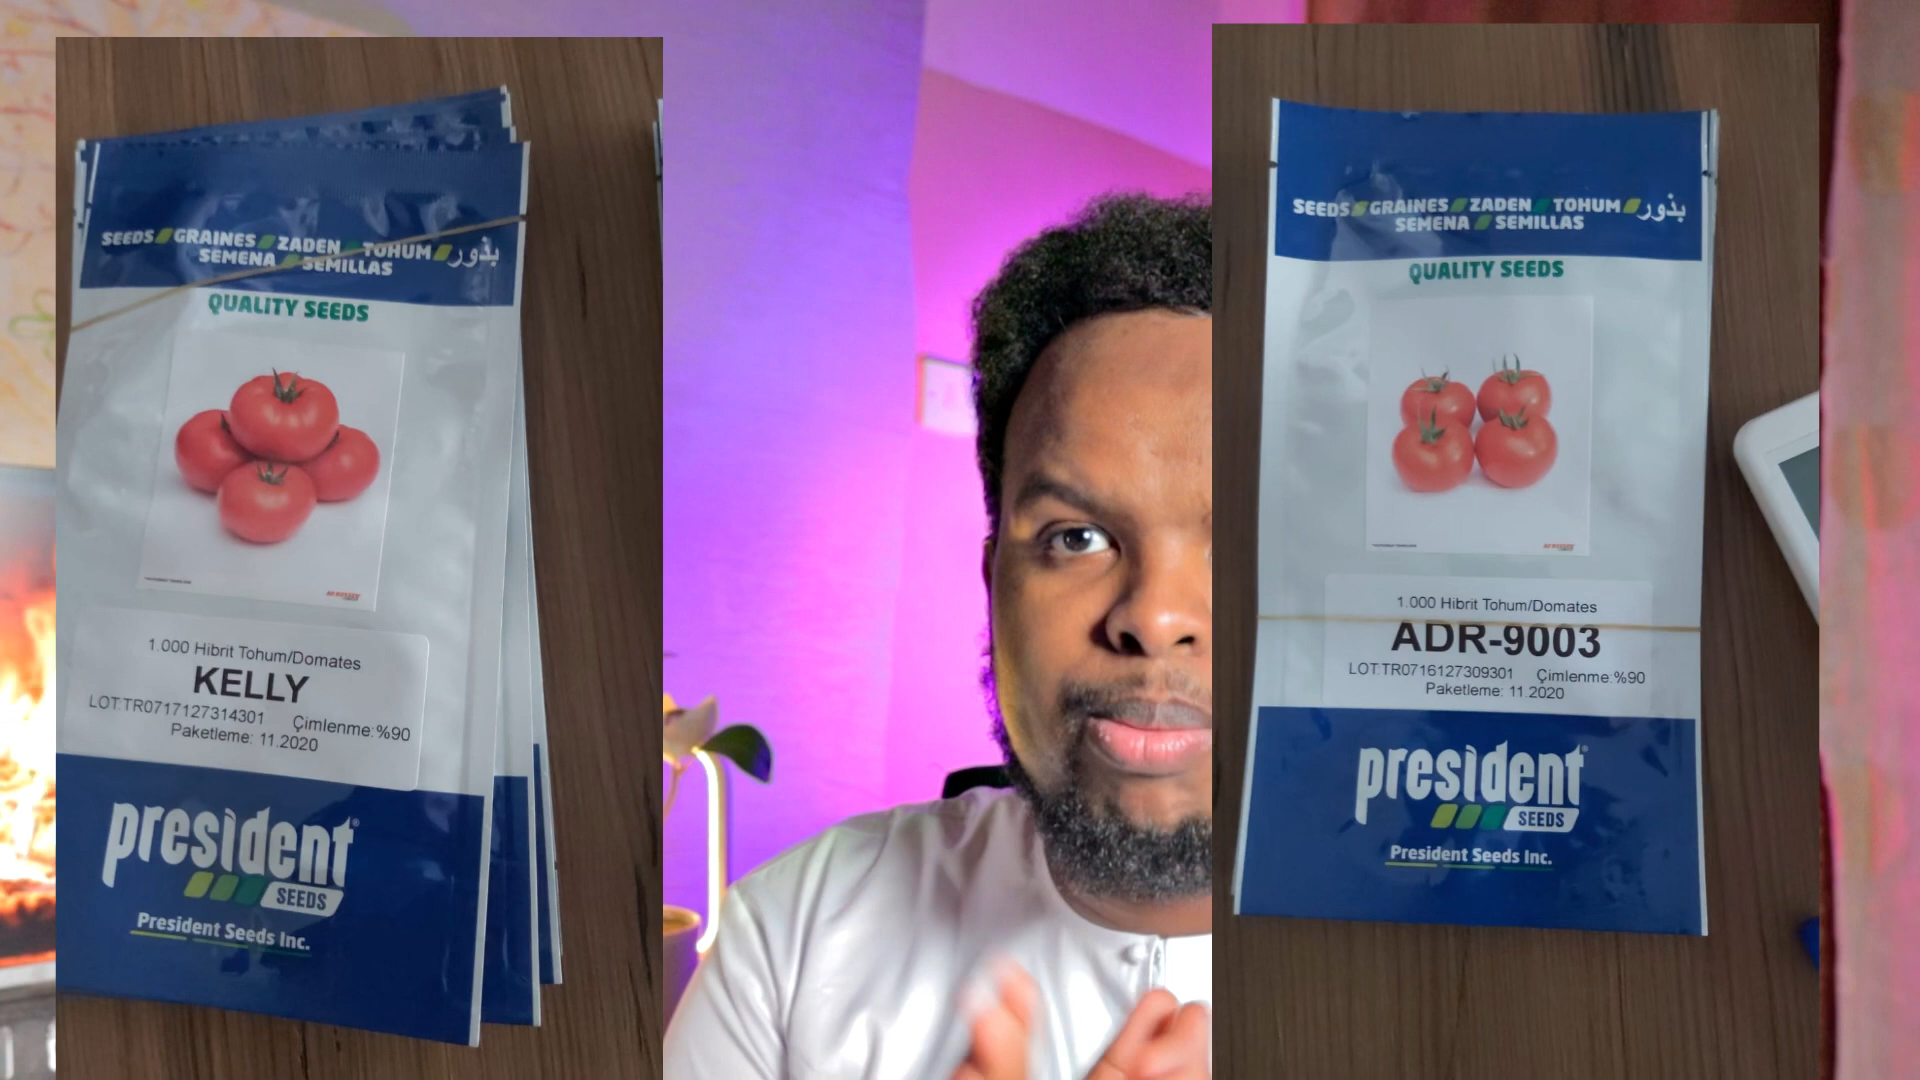 SEEDS GRAINES ZADEN TOHUM بذور
SEMENA SEMILLAS
QUALITY SEEDS
1.000 Hibrit Tohum/Domates
KELLY
LOT:TR0717127314301 Çimlenme:%90
Paketleme: 11.2020
president®
SEEDS
President Seeds Inc.
SEEDS GRAINES ZADEN TOHUM بذور
SEMENA SEMILLAS
QUALITY SEEDS
1.000 Hibrit Tohum/Domates
ADR-9003
LOT:TR0716127309301 Çimlenme:%90
Paketleme: 11.2020
president®
SEEDS
President Seeds Inc.